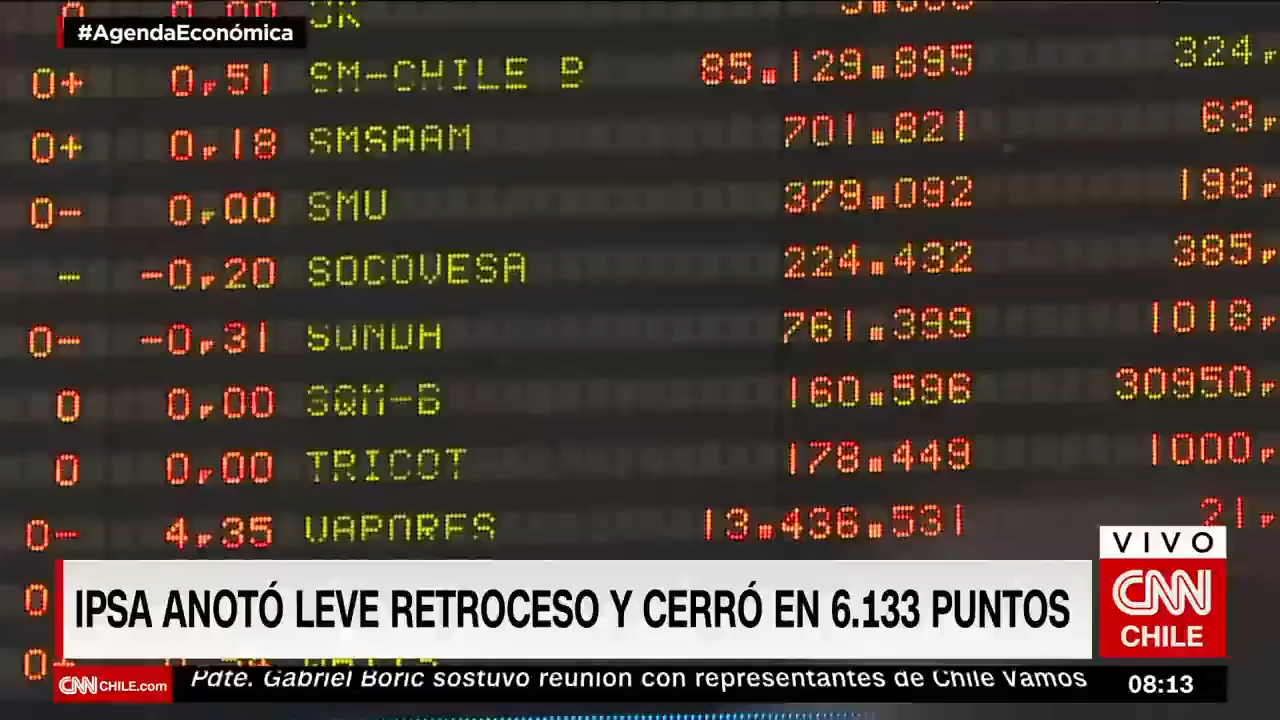 #AgendaEconómica
0+ 0,51 SM-CHILE B 85.129.895 324,
0+ 0,18 SMSAAM 701.821 63,
0- 0,00 SMU 379.092 198,
- -0,20 SOCOVESA 224.432 385,
0- -0,31 SONDA 761.399 1018,
0 0,00 SQM-B 160.596 30950,
0 0,00 TRICOT 178.449 1000,
0- 4,35 VAPORES 13.436.531 21,
0
0+
VIVO
CNN
CHILE
IPSA ANOTÓ LEVE RETROCESO Y CERRÓ EN 6.133 PUNTOS
CNN CHILE.com
Pdte. Gabriel Boric sostuvo reunión con representantes de Chile Vamos
08:13